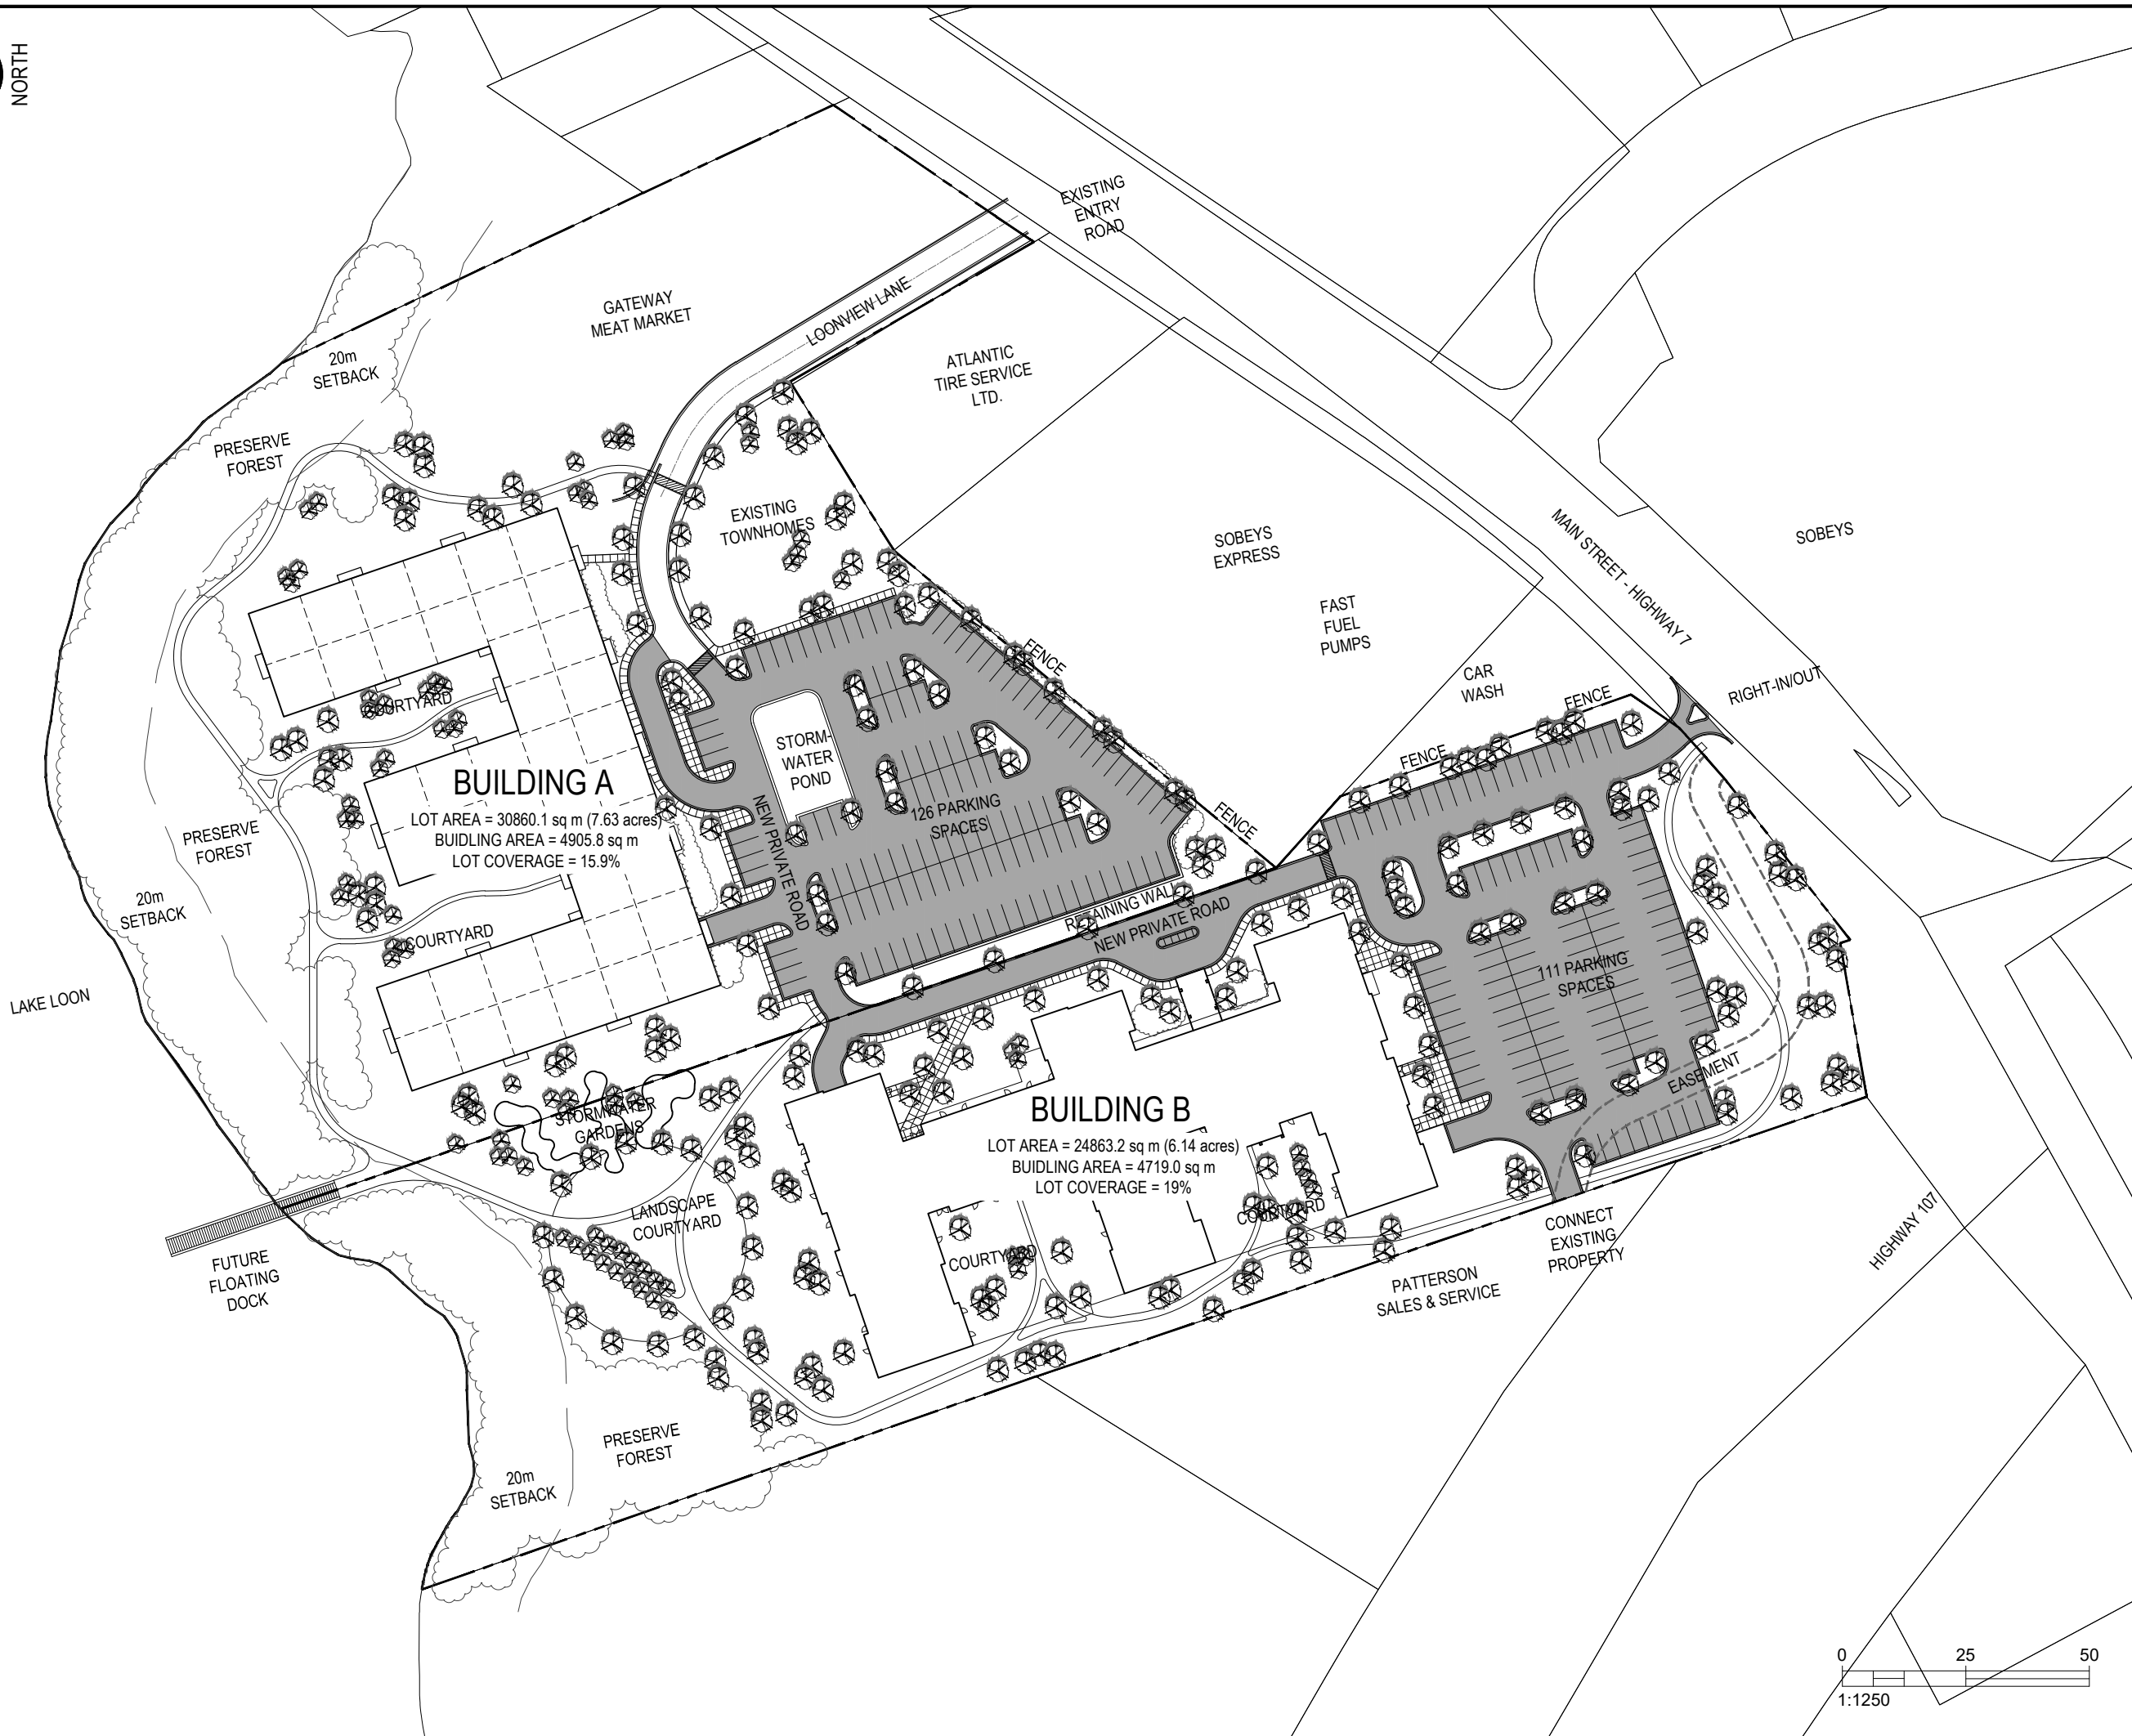 NORTH
EXISTING
ENTRY
ROAD
GATEWAY
MEAT MARKET
LOONVIEW LANE
20m
SETBACK
ATLANTIC
TIRE SERVICE
LTD.
PRESERVE
FOREST
EXISTING
TOWNHOMES
SOBEYS
EXPRESS
MAIN STREET - HIGHWAY 7
SOBEYS
FAST
FUEL
PUMPS
FENCE
CAR
WASH
FENCE
RIGHT-IN/OUT
COURTYARD
STORM-
WATER
POND
FENCE
BUILDING A
LOT AREA = 30860.1 sq m (7.63 acres)
BUIDLING AREA = 4905.8 sq m
LOT COVERAGE = 15.9%
NEW PRIVATE ROAD
126 PARKING
SPACES
FENCE
PRESERVE
FOREST
20m
SETBACK
RETAINING WALL
NEW PRIVATE ROAD
COURTYARD
111 PARKING
SPACES
LAKE LOON
EASEMENT
STORMWATER
GARDENS
BUILDING B
LOT AREA = 24863.2 sq m (6.14 acres)
BUIDLING AREA = 4719.0 sq m
LOT COVERAGE = 19%
LANDSCAPE
COURTYARD
COURTYARD
COURTYARD
CONNECT
EXISTING
PROPERTY
HIGHWAY 107
FUTURE
FLOATING
DOCK
PATTERSON
SALES & SERVICE
PRESERVE
FOREST
20m
SETBACK
0 25 50
1:1250